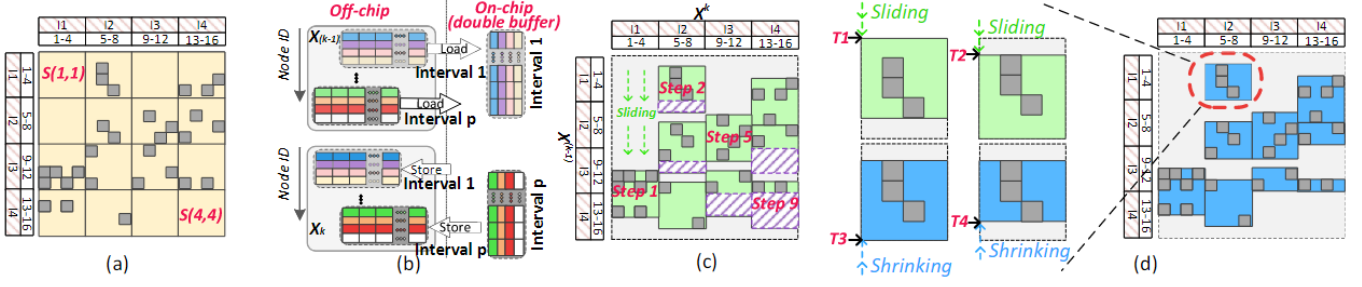 I1 I2 I3 I4
1-4 5-8 9-12 13-16
I1 1-4
I2 5-8
I3 9-12
I4 13-16
S(1,1)
S(4,4)
(a)
Off-chip
On-chip
(double buffer)
Node ID
X(k-1)
Load
Interval 1
Interval 1
Load
Interval p
Node ID
Store
Interval 1
Xk
Store
Interval p
Interval p
(b)
X^k
I1 I2 I3 I4
1-4 5-8 9-12 13-16
X^(k-1)
I1 1-4
I2 5-8
I3 9-12
I4 13-16
Sliding
Step 2
Step 5
Step 1
Step 9
(c)
Sliding
Sliding
T1
T2
T3
T4
Shrinking
Shrinking
I1 I2 I3 I4
1-4 5-8 9-12 13-16
I1 1-4
I2 5-8
I3 9-12
I4 13-16
(d)